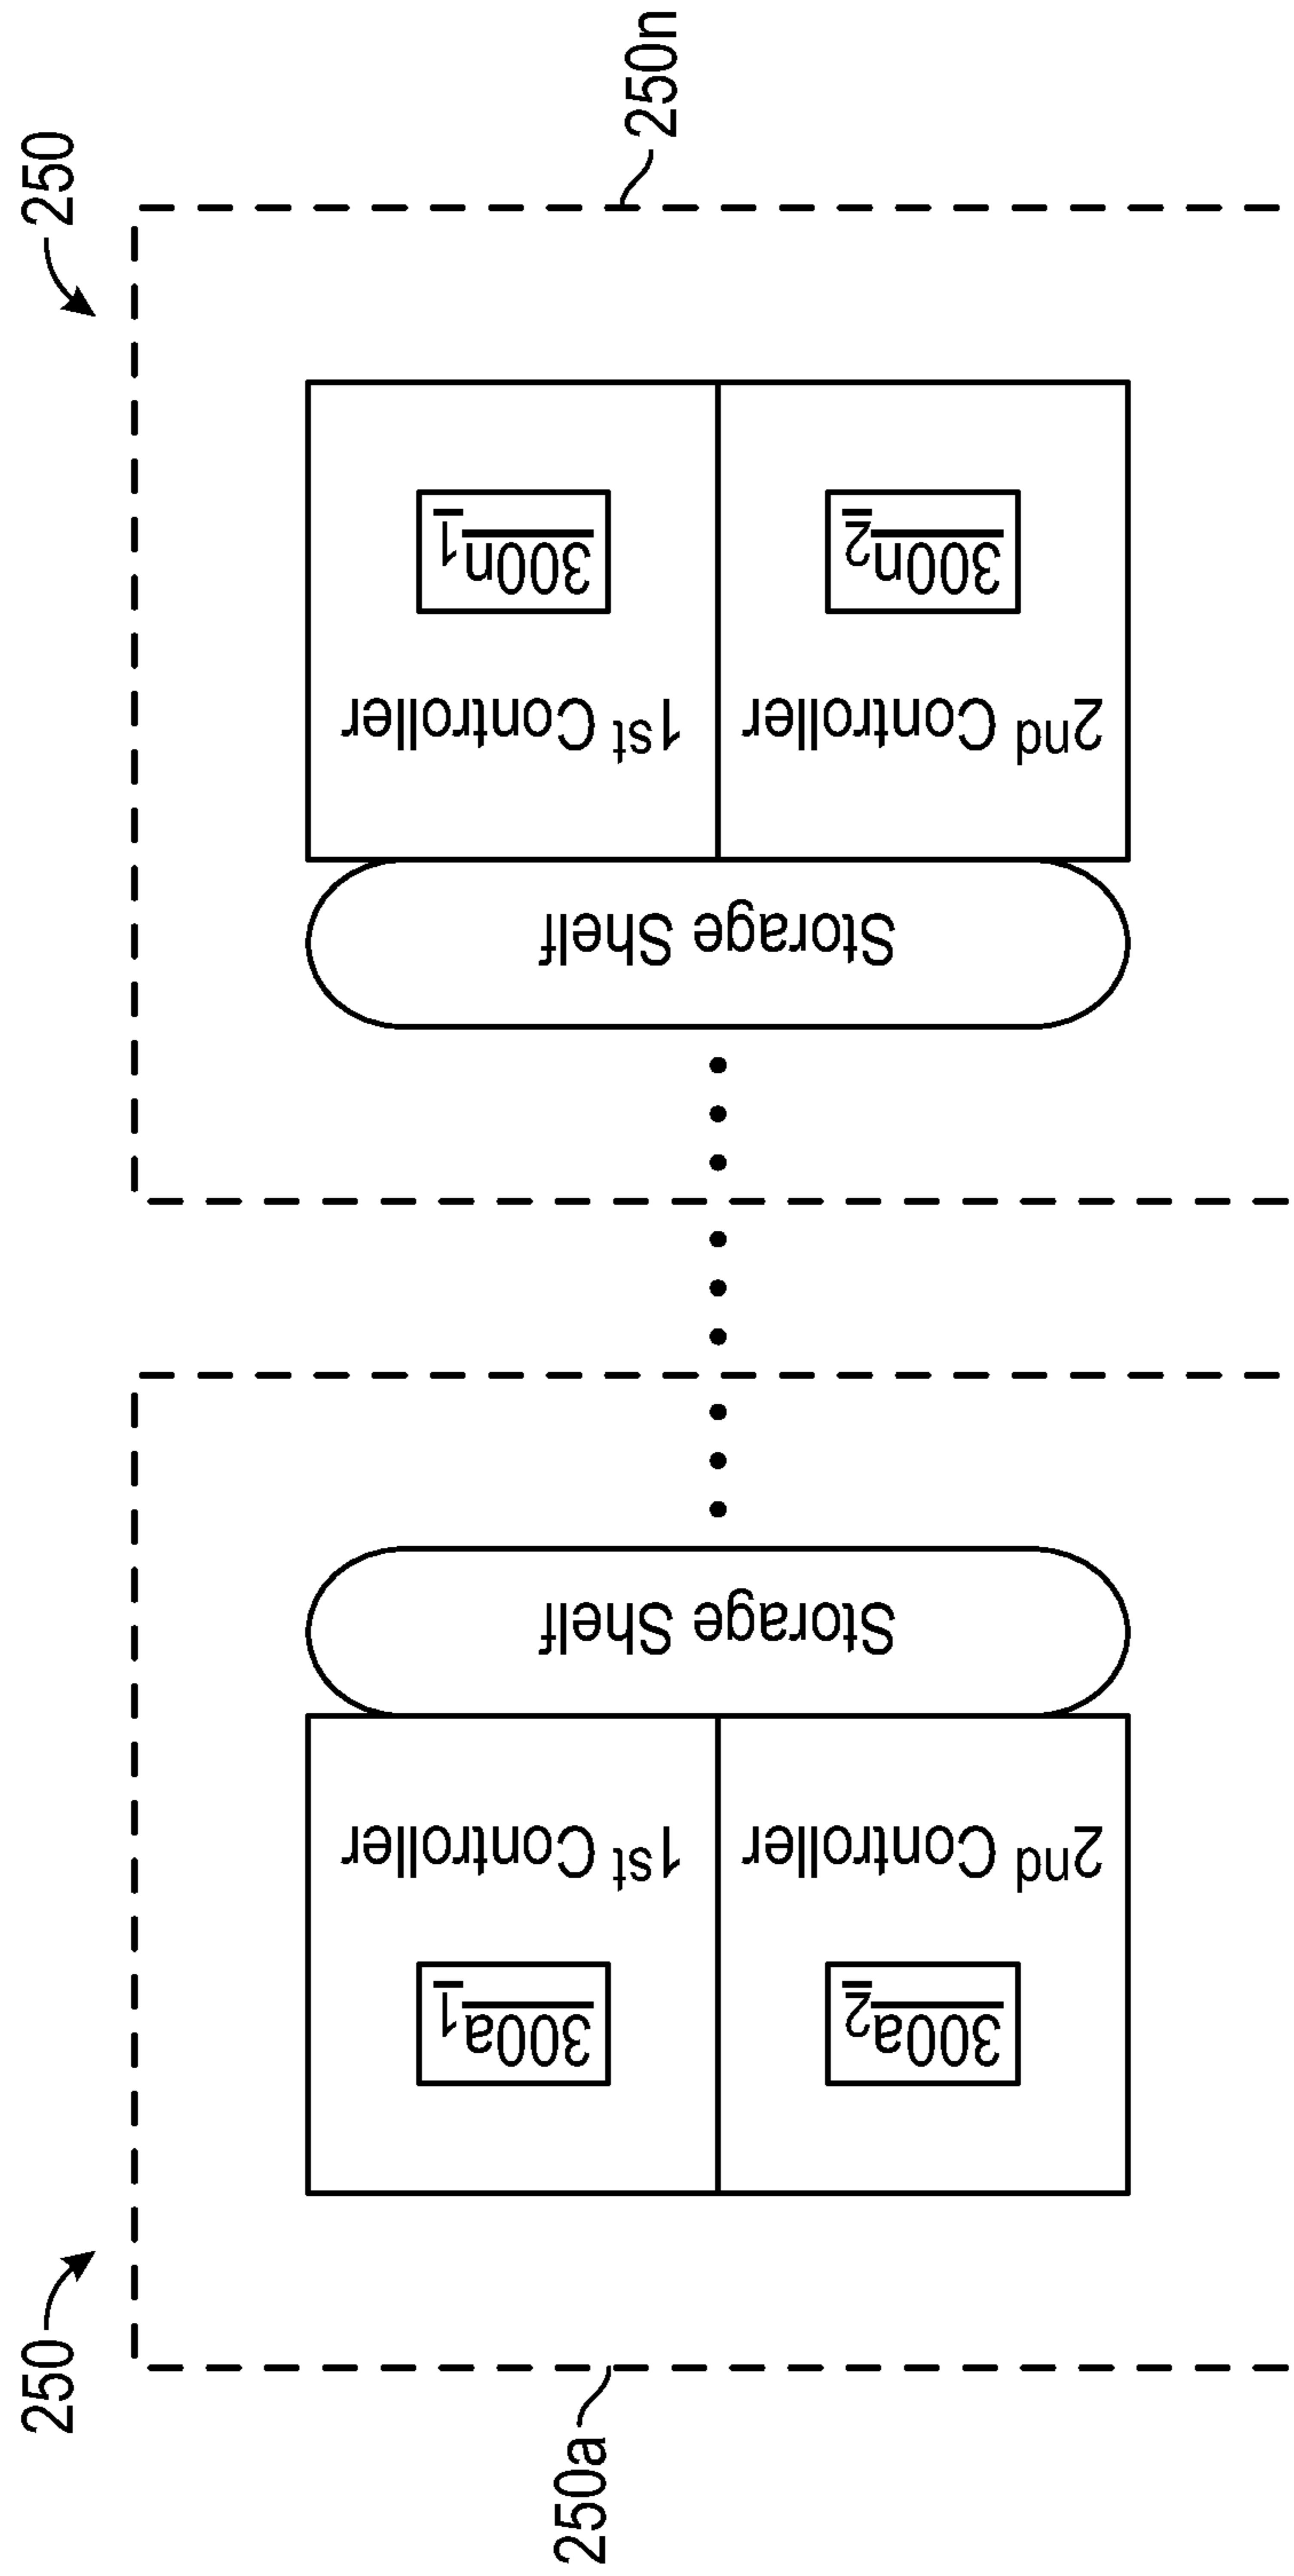 250
250n
1st Controller
300n1
2nd Controller
300n2
Storage Shelf
Storage Shelf
1st Controller
300a1
2nd Controller
300a2
250
250a